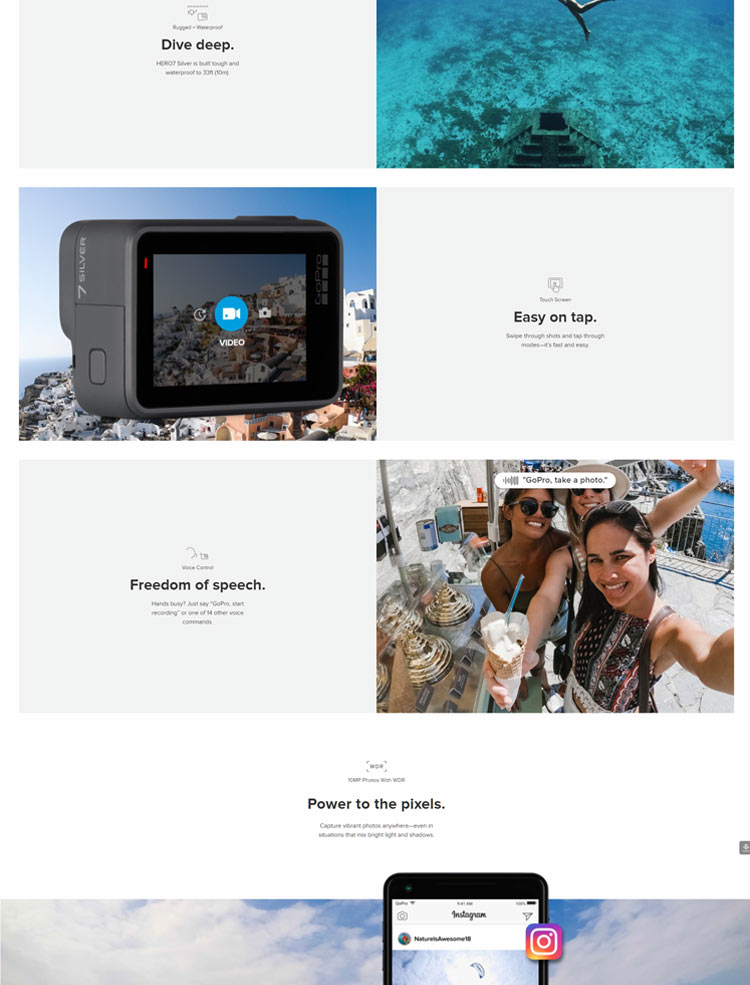 Rugged + Waterproof
Dive deep.
HERO7 Silver is built tough and
waterproof to 33ft (10m).
7 SILVER
GoPro
VIDEO
Touch Screen
Easy on tap.
Swipe through shots and tap through
modes—it's fast and easy.
"GoPro, take a photo."
Voice Control
Freedom of speech.
Hands busy? Just say "GoPro, start
recording" or one of 14 other voice
commands.
WDR
10MP Photos With WDR
Power to the pixels.
Capture vibrant photos anywhere—even in
situations that mix bright light and shadows.
GoPro 9:41 AM 100%
Instagram
NatureIsAwesome18